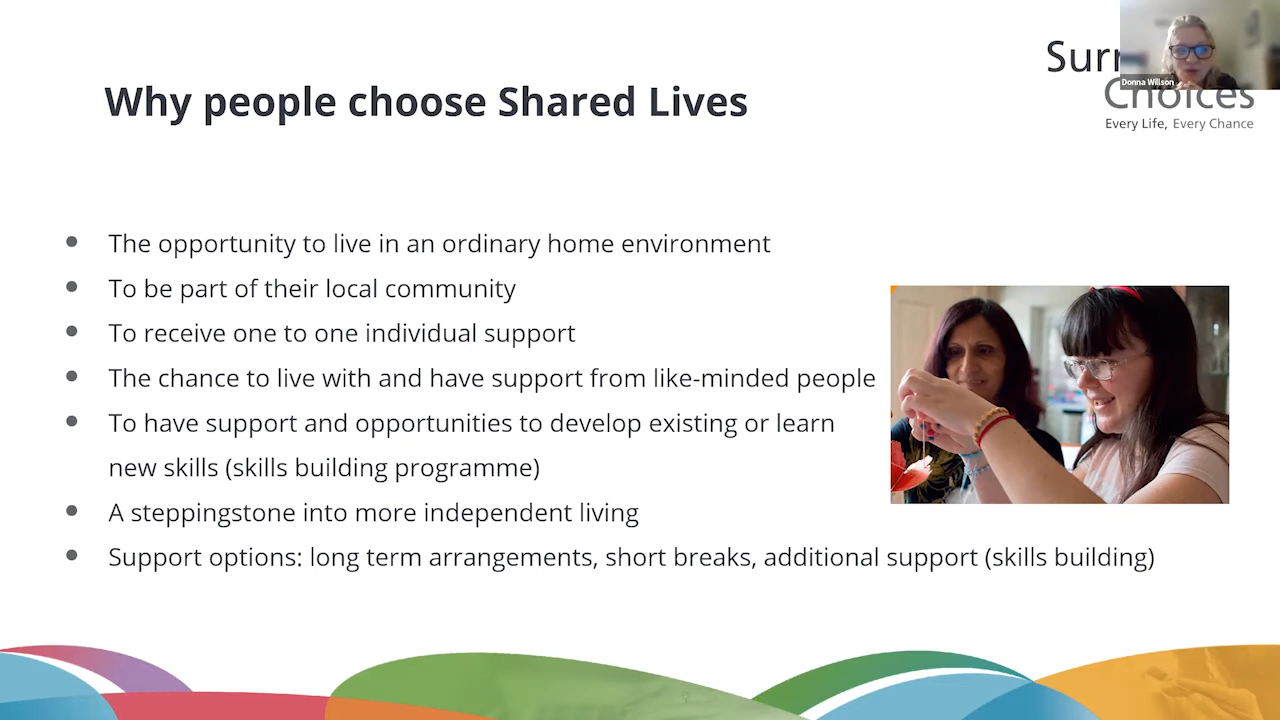 Why people choose Shared Lives
Surr
Donna Willson
Choices
Every Life, Every Chance
The opportunity to live in an ordinary home environment
To be part of their local community
To receive one to one individual support
The chance to live with and have support from like-minded people
To have support and opportunities to develop existing or learn
new skills (skills building programme)
A steppingstone into more independent living
Support options: long term arrangements, short breaks, additional support (skills building)